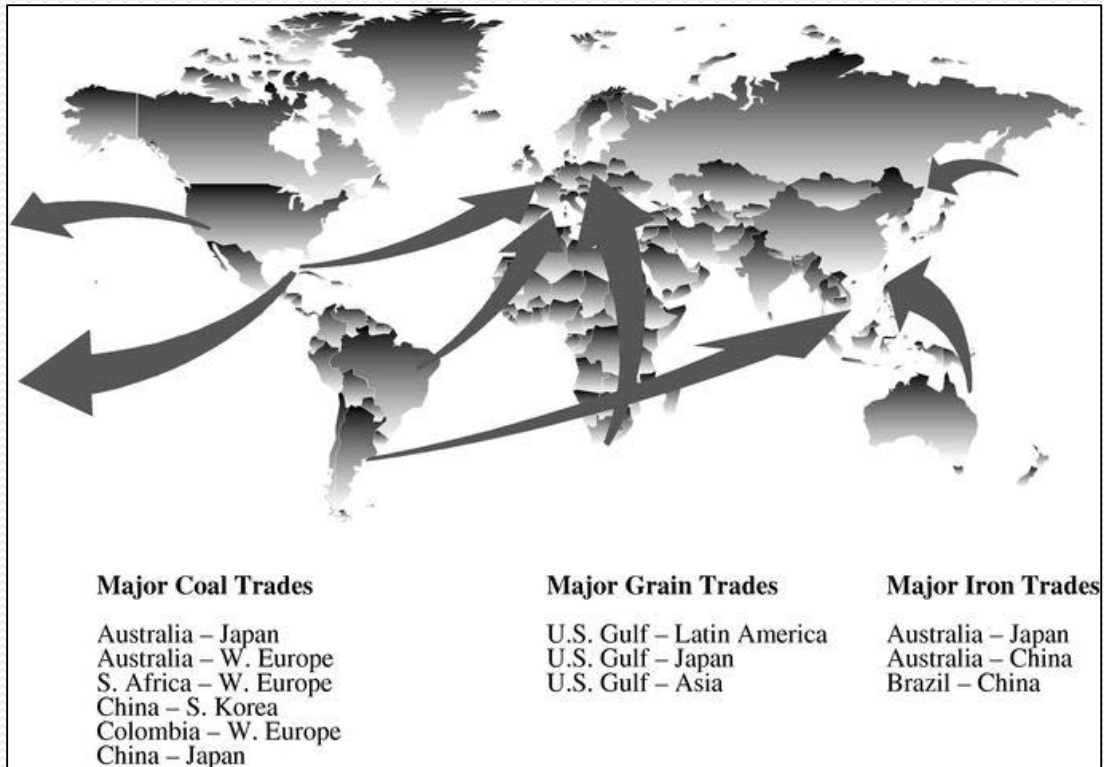 Major Coal Trades
Australia – Japan
Australia – W. Europe
S. Africa – W. Europe
China – S. Korea
Colombia – W. Europe
China – Japan
Major Grain Trades
U.S. Gulf – Latin America
U.S. Gulf – Japan
U.S. Gulf – Asia
Major Iron Trades
Australia – Japan
Australia – China
Brazil – China